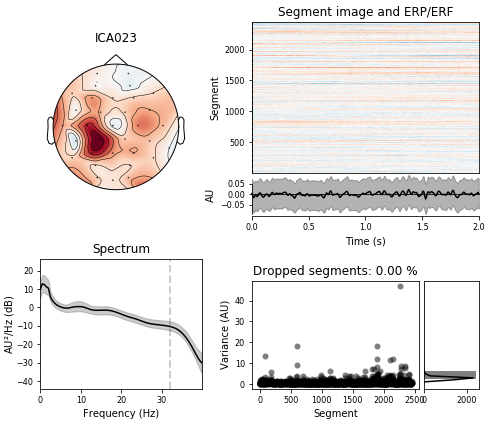 ICA023
Segment image and ERP/ERF
Segment
2000
1500
1000
500
AU
0.05
0.00
−0.05
0.0 0.5 1.0 1.5 2.0
Time (s)
Spectrum
AU²/Hz (dB)
20
10
0
−10
−20
−30
−40
0 10 20 30
Frequency (Hz)
Dropped segments: 0.00 %
Variance (AU)
40
30
20
10
0
0 500 1000 1500 2000 2500
Segment
0 2000